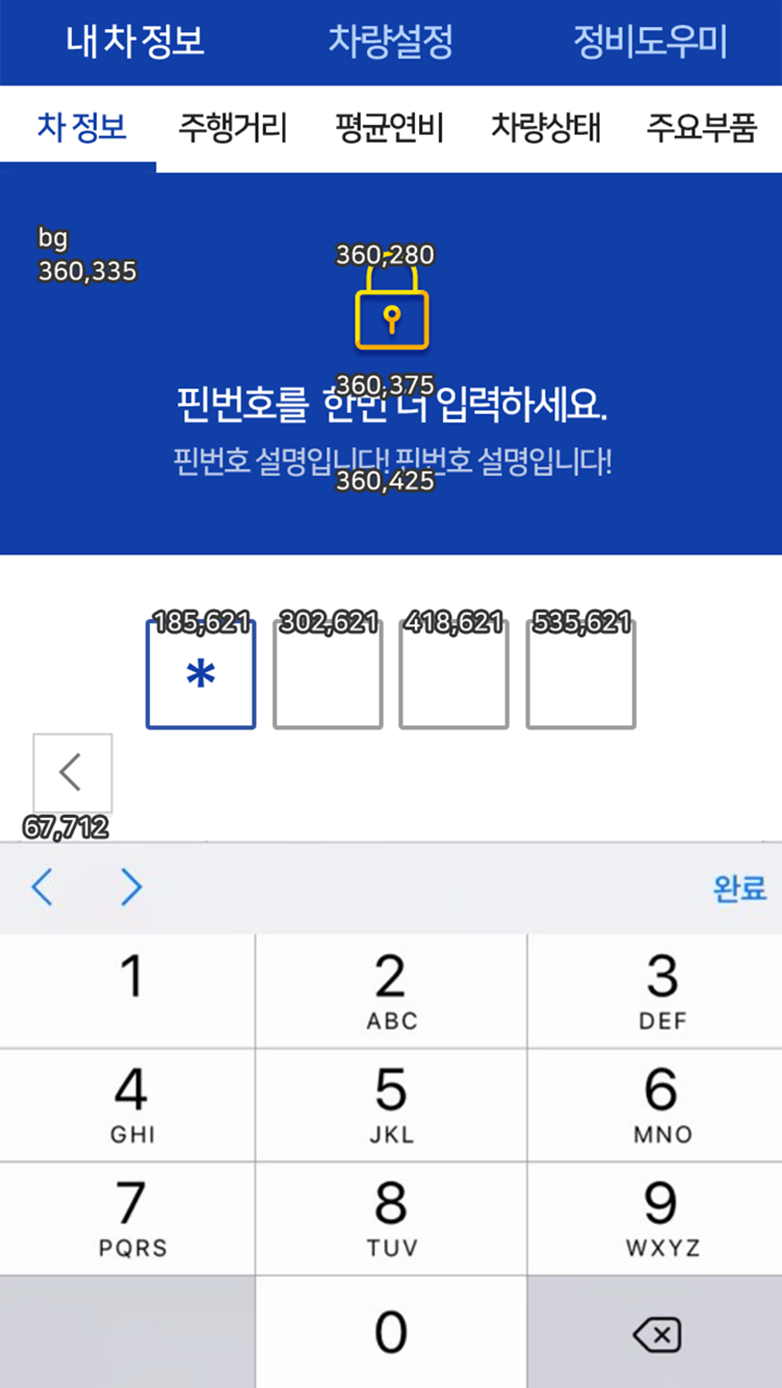 내 차 정보 차량설정 정비도우미
차 정보 주행거리 평균연비 차량상태 주요부품
bg
360,335
360,280
360,375
핀번호를 한번 더 입력하세요.
핀번호 설명입니다! 핀번호 설명입니다!
360,425
185,621 302,621 418,621 535,621
*
67,712
완료
1 2 3
ABC DEF
4 5 6
GHI JKL MNO
7 8 9
PQRS TUV WXYZ
0